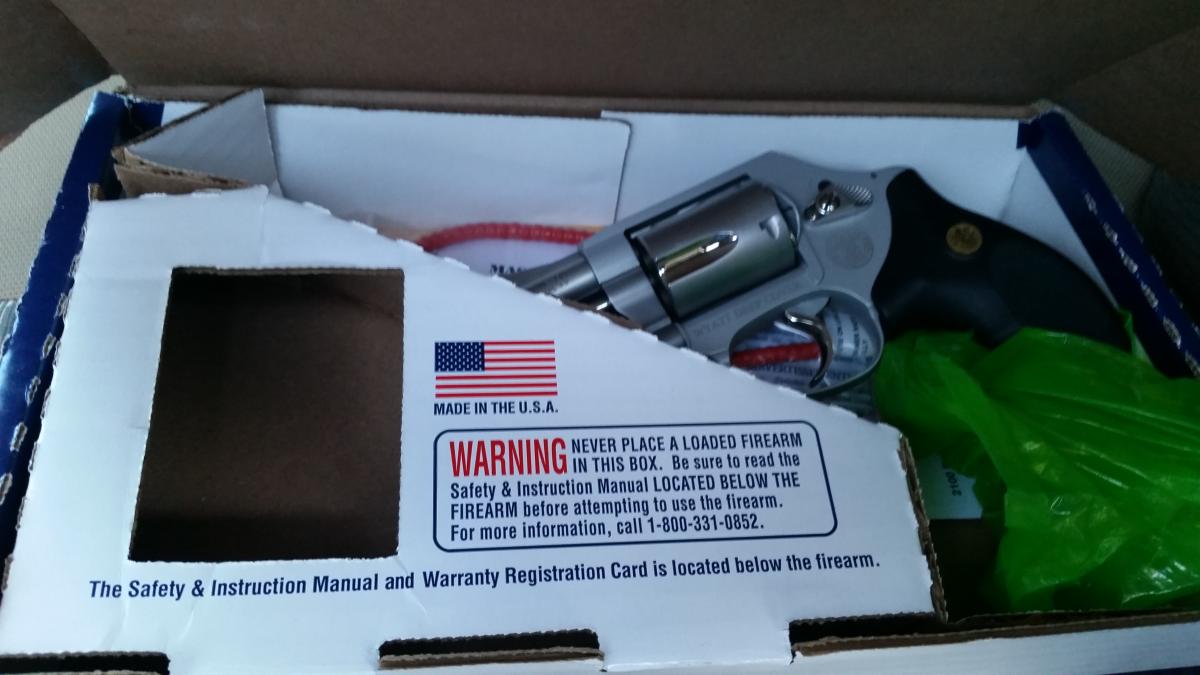 MADE IN THE U.S.A.
WARNING NEVER PLACE A LOADED FIREARM
IN THIS BOX. Be sure to read the
Safety & Instruction Manual LOCATED BELOW THE
FIREARM before attempting to use the firearm.
For more information, call 1-800-331-0852.
The Safety & Instruction Manual and Warranty Registration Card is located below the firearm.
2100